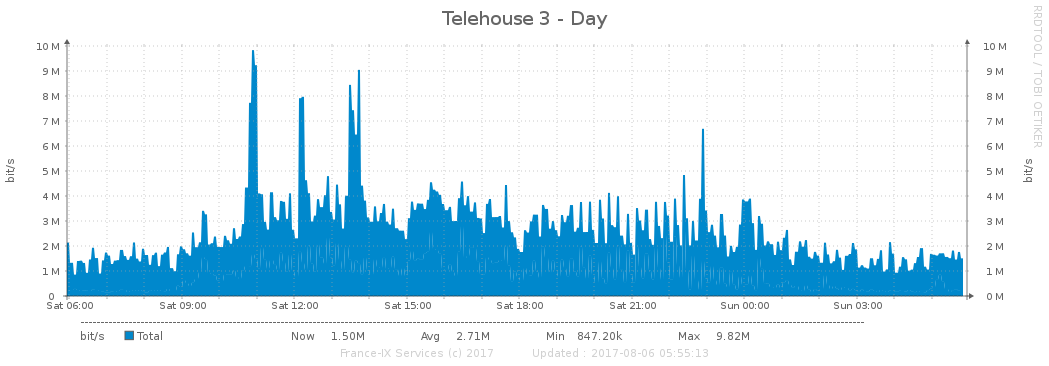 Telehouse 3 - Day
RRDTOOL / TOBI OETIKER
bit/s
bit/s
10 M 10 M
9 M 9 M
8 M 8 M
7 M 7 M
6 M 6 M
5 M 5 M
4 M 4 M
3 M 3 M
2 M 2 M
1 M 1 M
0 0 M
Sat 06:00 Sat 09:00 Sat 12:00 Sat 15:00 Sat 18:00 Sat 21:00 Sun 00:00 Sun 03:00
bit/s Total Now 1.50M Avg 2.71M Min 847.20k Max 9.82M
France-IX Services (c) 2017 Updated : 2017-08-06 05:55:13